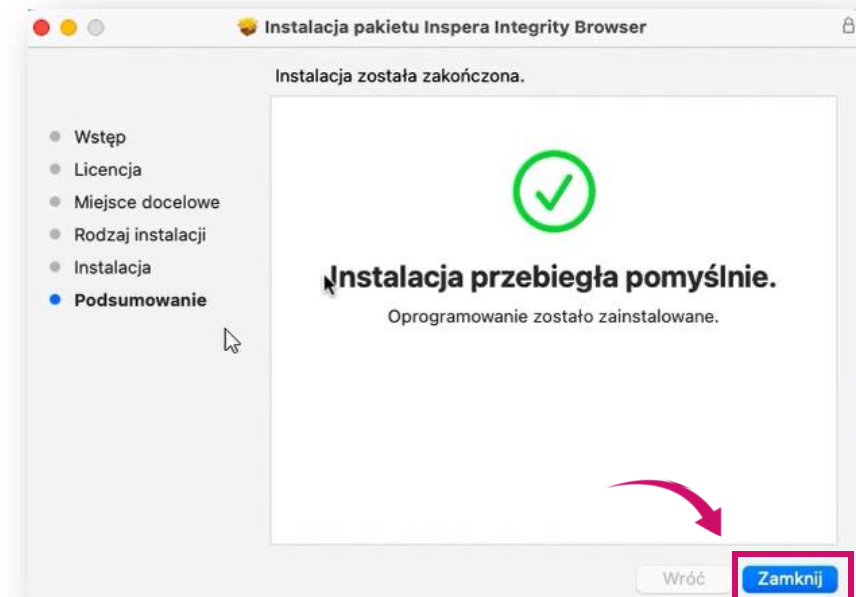 Instalacja pakietu Inspera Integrity Browser
Instalacja została zakończona.
Wstęp
Licencja
Miejsce docelowe
Rodzaj instalacji
Instalacja
Podsumowanie
Instalacja przebiegła pomyślnie.
Oprogramowanie zostało zainstalowane.
Wróć
Zamknij